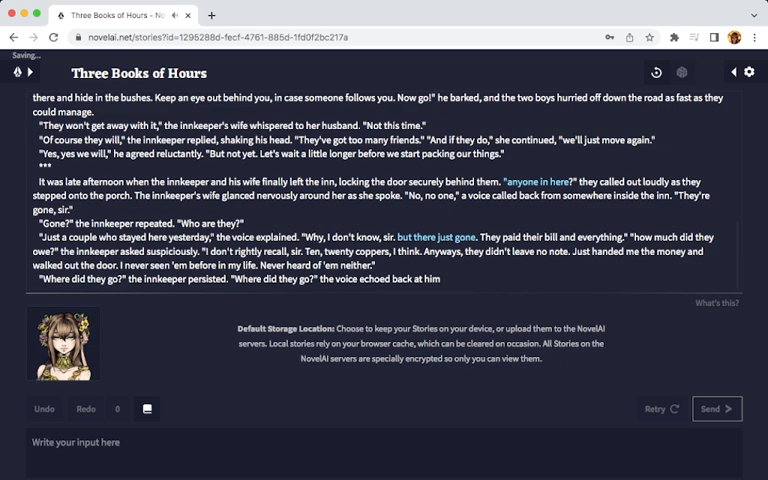 Three Books of Hours - No
novelai.net/stories?id=1295288d-fecf-4761-885d-1fd0f2bc217a
Saving...
Three Books of Hours
there and hide in the bushes. Keep an eye out behind you, in case someone follows you. Now go!" he barked, and the two boys hurried off down the road as fast as they
could manage.
"They won't get away with it," the innkeeper's wife whispered to her husband. "Not this time."
"Of course they will," the innkeeper replied, shaking his head. "They've got too many friends." "And if they do," she continued, "we'll just move again."
"Yes, yes we will," he agreed reluctantly. "But not yet. Let's wait a little longer before we start packing our things."
***
It was late afternoon when the innkeeper and his wife finally left the inn, locking the door securely behind them. "anyone in here?" they called out loudly as they
stepped onto the porch. The innkeeper's wife glanced nervously around her as she spoke. "No, no one," a voice called back from somewhere inside the inn. "They're
gone, sir."
"Gone?" the innkeeper repeated. "Who are they?"
"Just a couple who stayed here yesterday," the voice explained. "Why, I don't know, sir. but there just gone. They paid their bill and everything." "how much did they
owe?" the innkeeper asked suspiciously. "I don't rightly recall, sir. Ten, twenty coppers, I think. Anyways, they didn't leave no note. Just handed me the money and
walked out the door. I never seen 'em before in my life. Never heard of 'em neither."
"Where did they go?" the innkeeper persisted. "Where did they go?" the voice echoed back at him
What's this?
Default Storage Location: Choose to keep your Stories on your device, or upload them to the NovelAI
servers. Local stories rely on your browser cache, which can be cleared on occasion. All Stories on
the NovelAI servers are specially encrypted so only you can view them.
Undo Redo 0 Retry Send
Write your input here